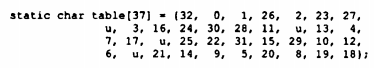 static char table[37] = {32, 0, 1, 26, 2, 23, 27,
u, 3, 16, 24, 30, 28, 11, u, 13, 4,
7, 17, u, 25, 22, 31, 15, 29, 10, 12,
6, u, 21, 14, 9, 5, 20, 8, 19, 18};